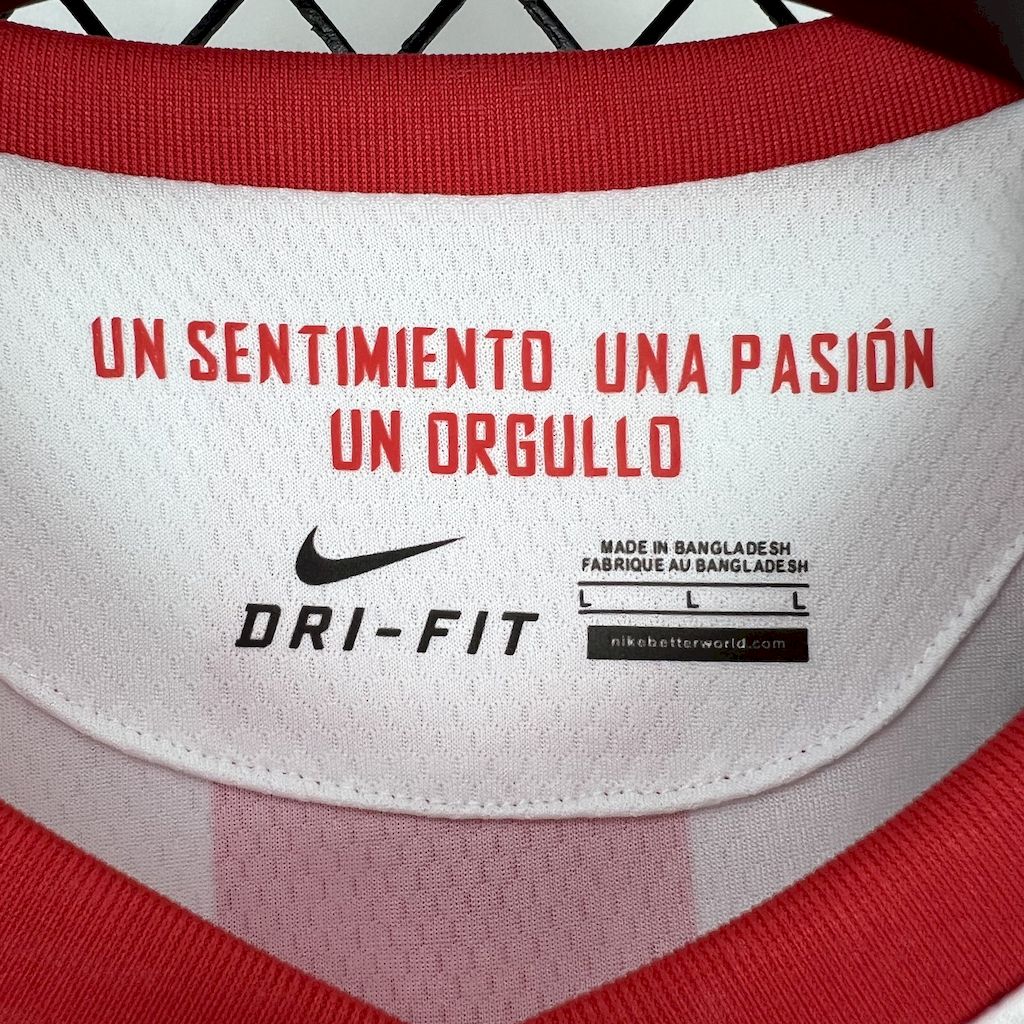 UN SENTIMIENTO UNA PASIÓN
UN ORGULLO
DRI-FIT
MADE IN BANGLADESH
FABRIQUE AU BANGLADESH
L L L
nikebetterworld.com